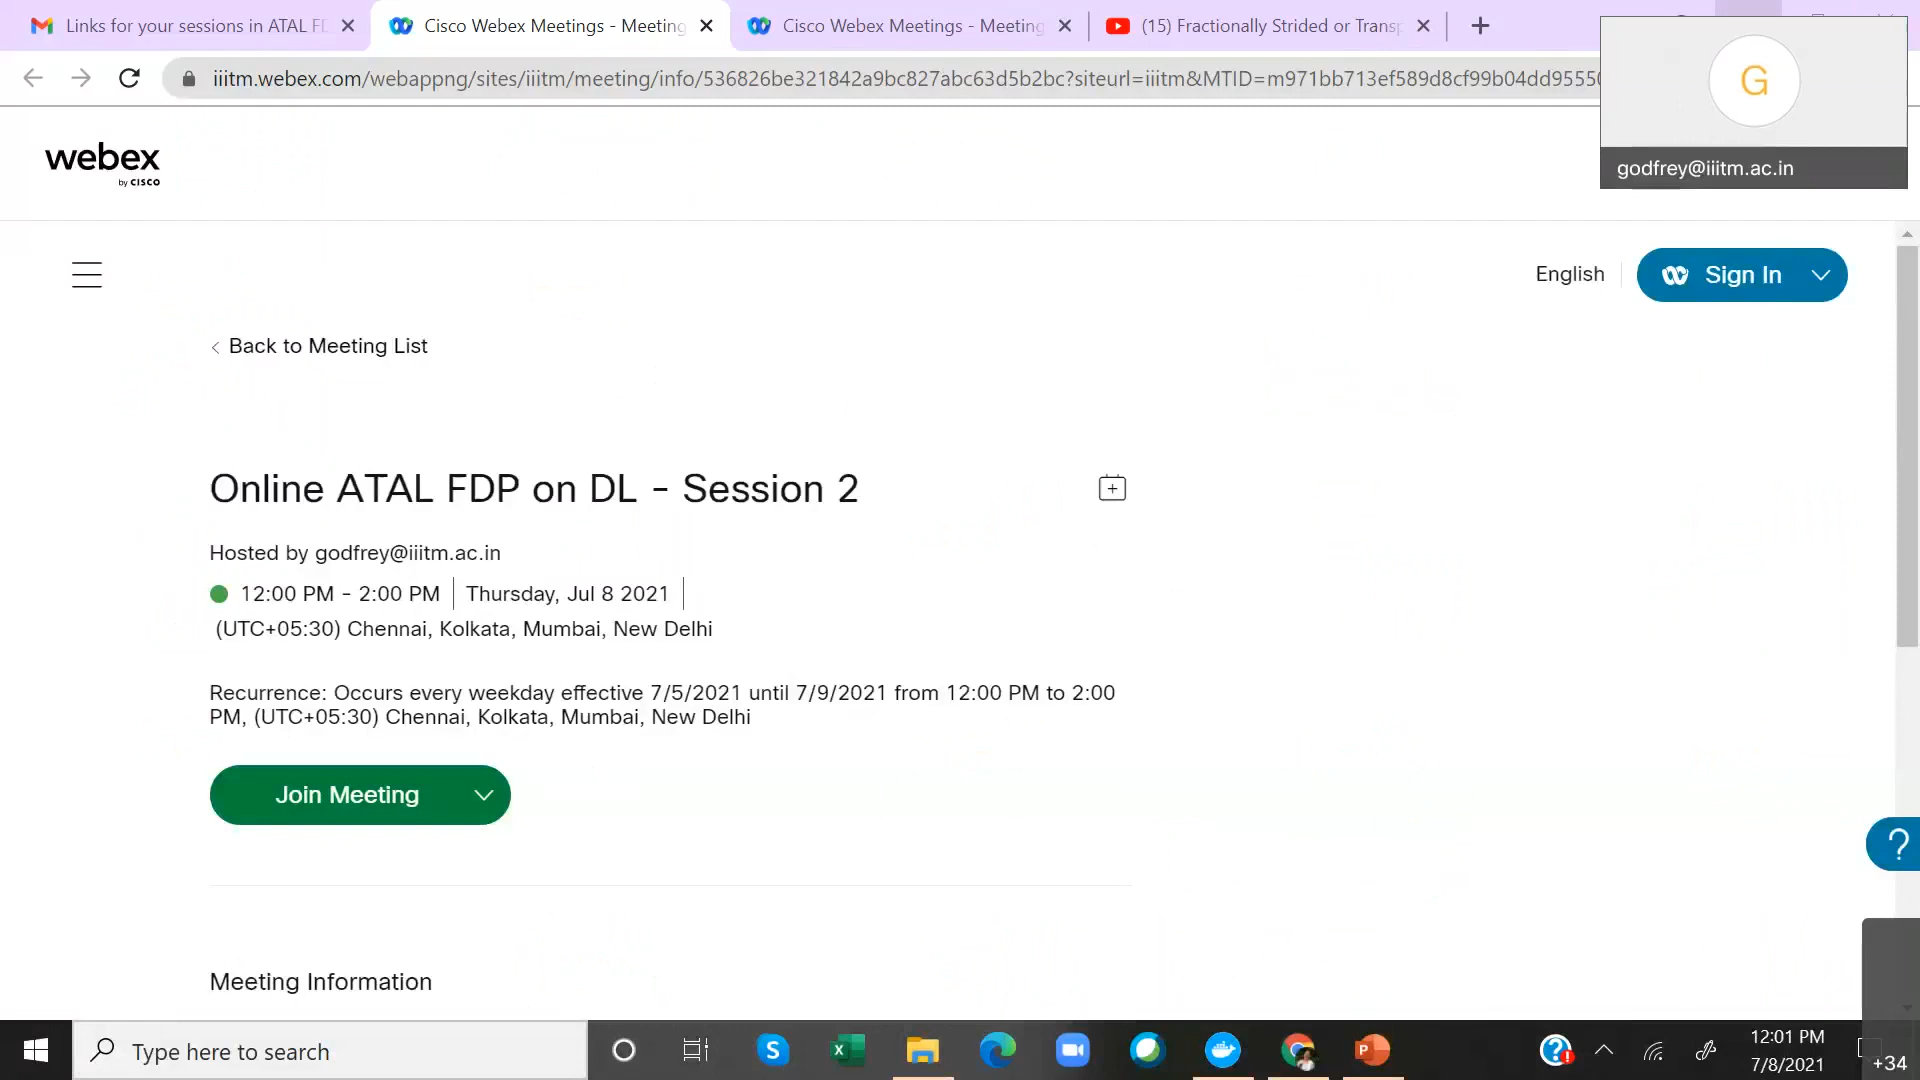 Links for your sessions in ATAL FD
Cisco Webex Meetings - Meeting
Cisco Webex Meetings - Meeting
(15) Fractionally Strided or Transp
iiitm.webex.com/webappng/sites/iiitm/meeting/info/536826be321842a9bc827abc63d5b2bc?siteurl=iiitm&MTID=m971bb713ef589d8cf99b04dd9555
G
godfrey@iiitm.ac.in
webex
by CISCO
English
Sign In
Back to Meeting List
Online ATAL FDP on DL - Session 2
Hosted by godfrey@iiitm.ac.in
12:00 PM - 2:00 PM
Thursday, Jul 8 2021
(UTC+05:30) Chennai, Kolkata, Mumbai, New Delhi
Recurrence: Occurs every weekday effective 7/5/2021 until 7/9/2021 from 12:00 PM to 2:00
PM, (UTC+05:30) Chennai, Kolkata, Mumbai, New Delhi
Join Meeting
?
Meeting Information
Type here to search
12:01 PM
7/8/2021
+34